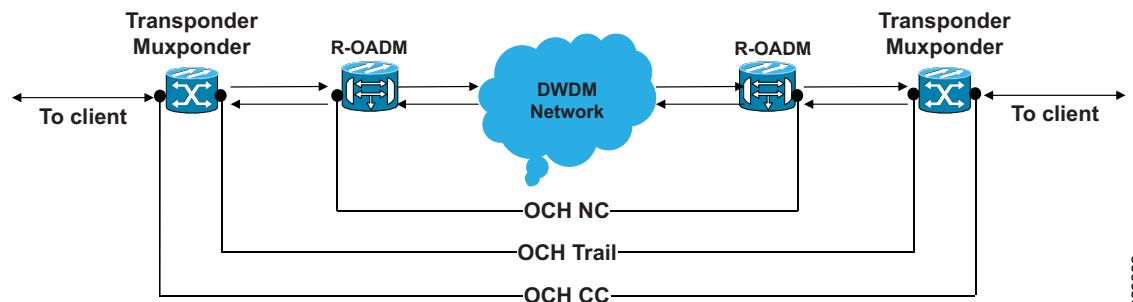 Transponder
Muxponder
R-OADM
DWDM
Network
R-OADM
Transponder
Muxponder
To client
To client
OCH NC
OCH Trail
OCH CC